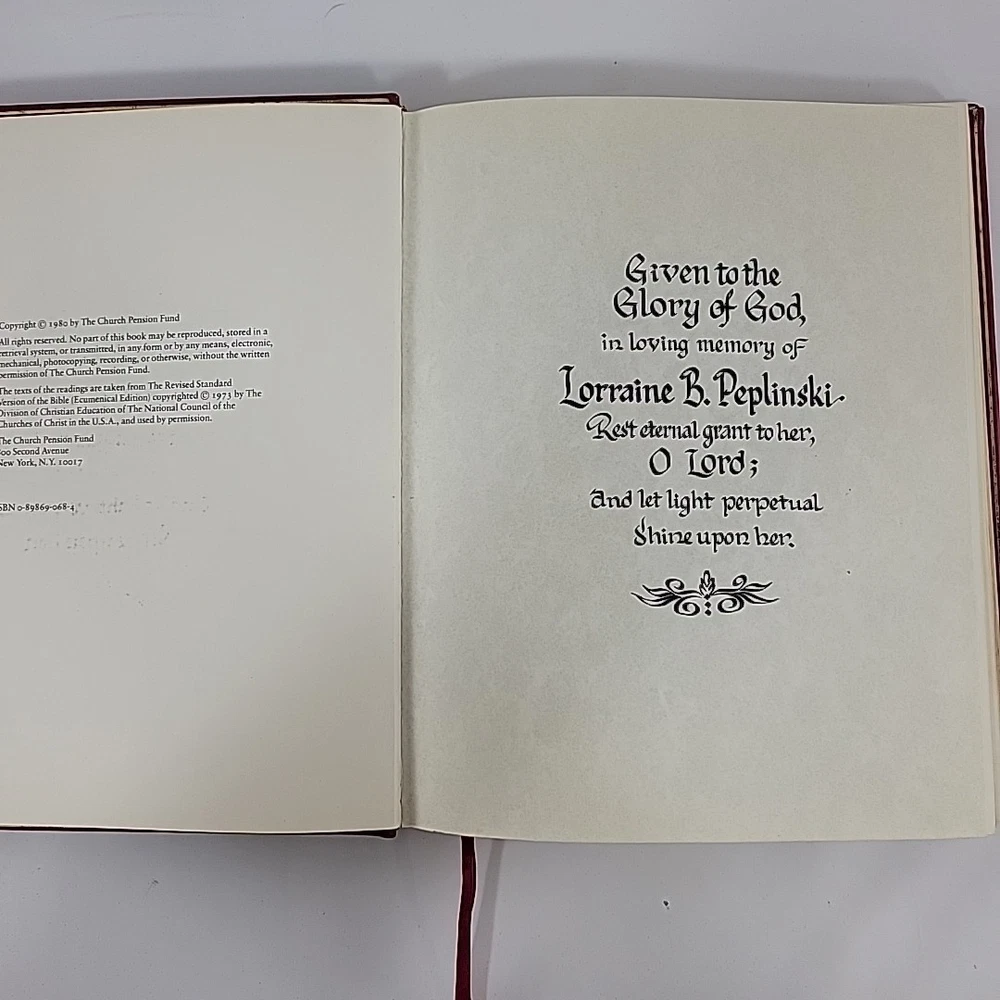 Copyright © 1980 by The Church Pension Fund
All rights reserved. No part of this book may be reproduced, stored in a
retrieval system, or transmitted, in any form or by any means, electronic,
mechanical, photocopying, recording, or otherwise, without the written
permission of The Church Pension Fund.
The texts of the readings are taken from The Revised Standard
Version of the Bible (Ecumenical Edition) copyrighted © 1973 by The
Division of Christian Education of The National Council of the
Churches of Christ in the U.S.A., and used by permission.
The Church Pension Fund
800 Second Avenue
New York, N.Y. 10017
ISBN 0-89869-068-4
Given to the
Glory of God,
in loving memory of
Lorraine B. Peplinski.
Rest eternal grant to her,
O Lord;
And let light perpetual
Shine upon her.